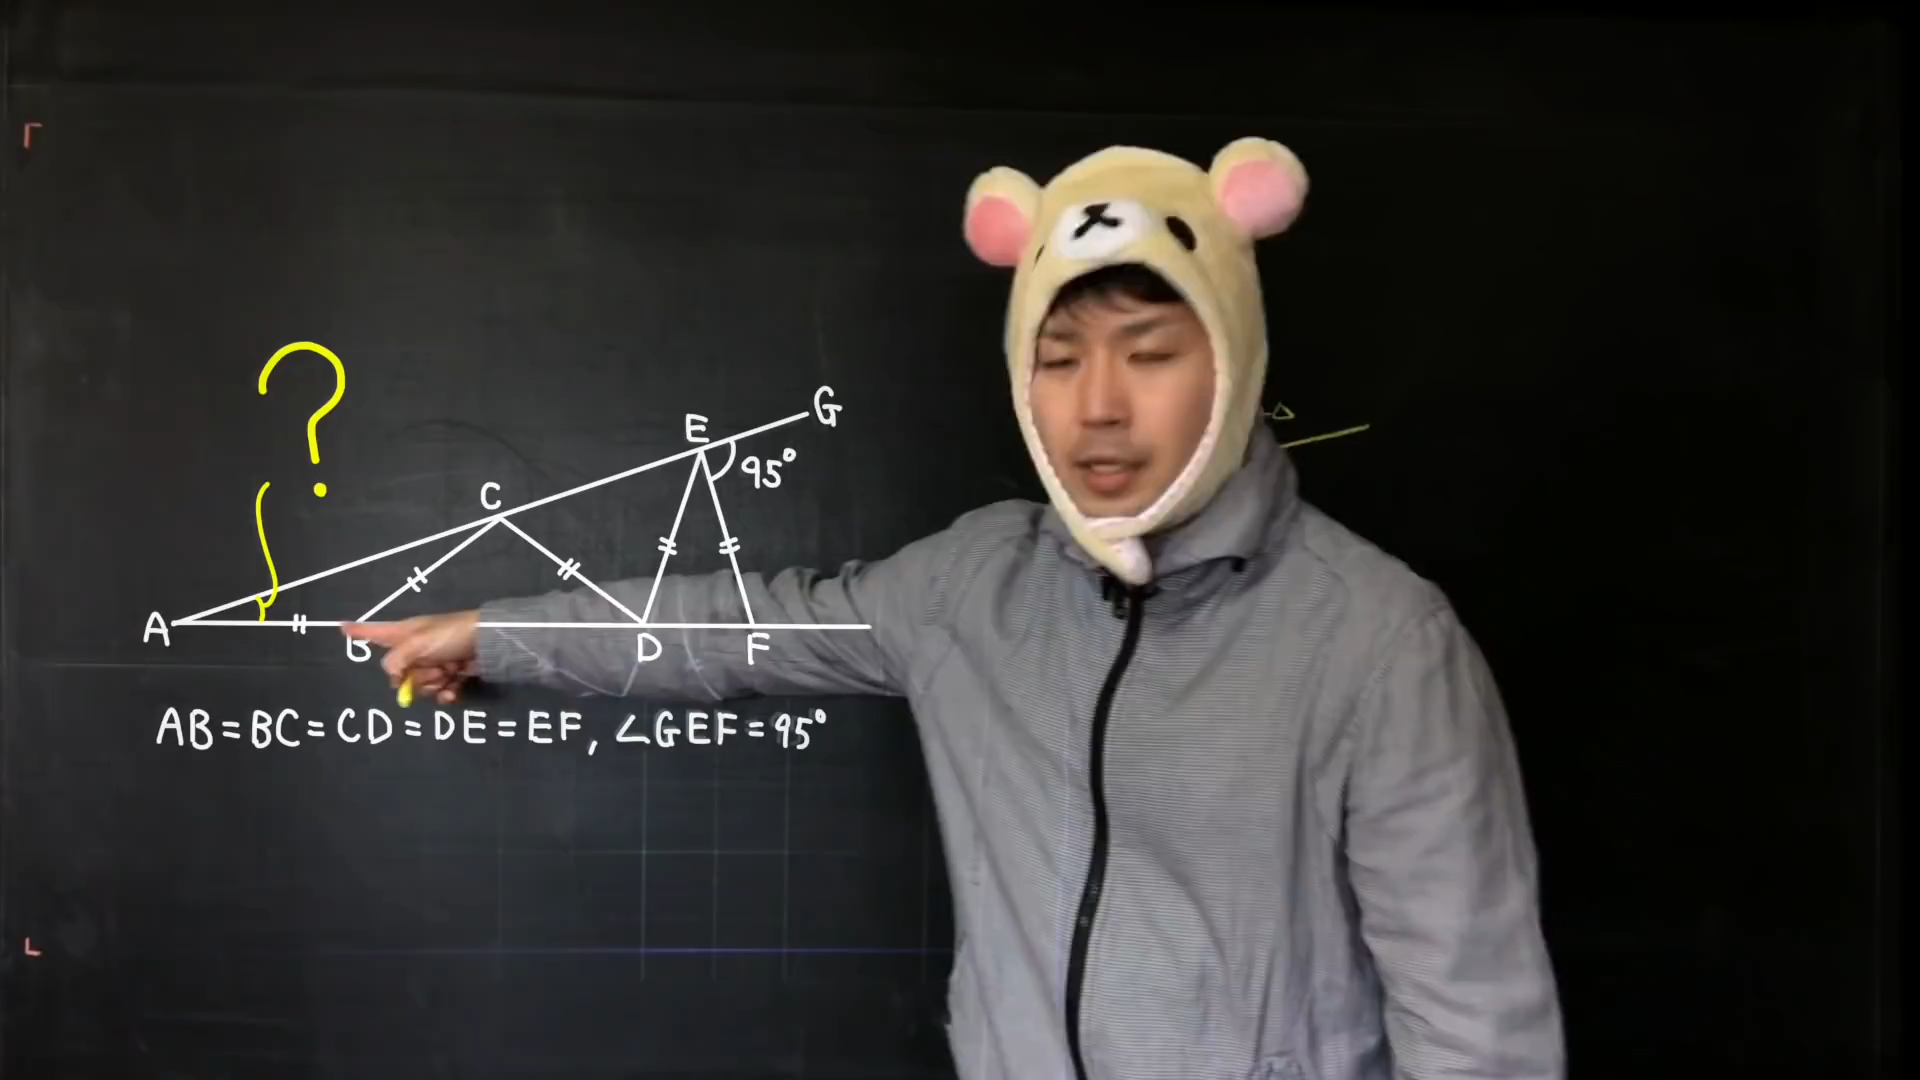 ?
G
E
95°
C
A
B
D
F
AB=BC=CD=DE=EF, ∠GEF=95°